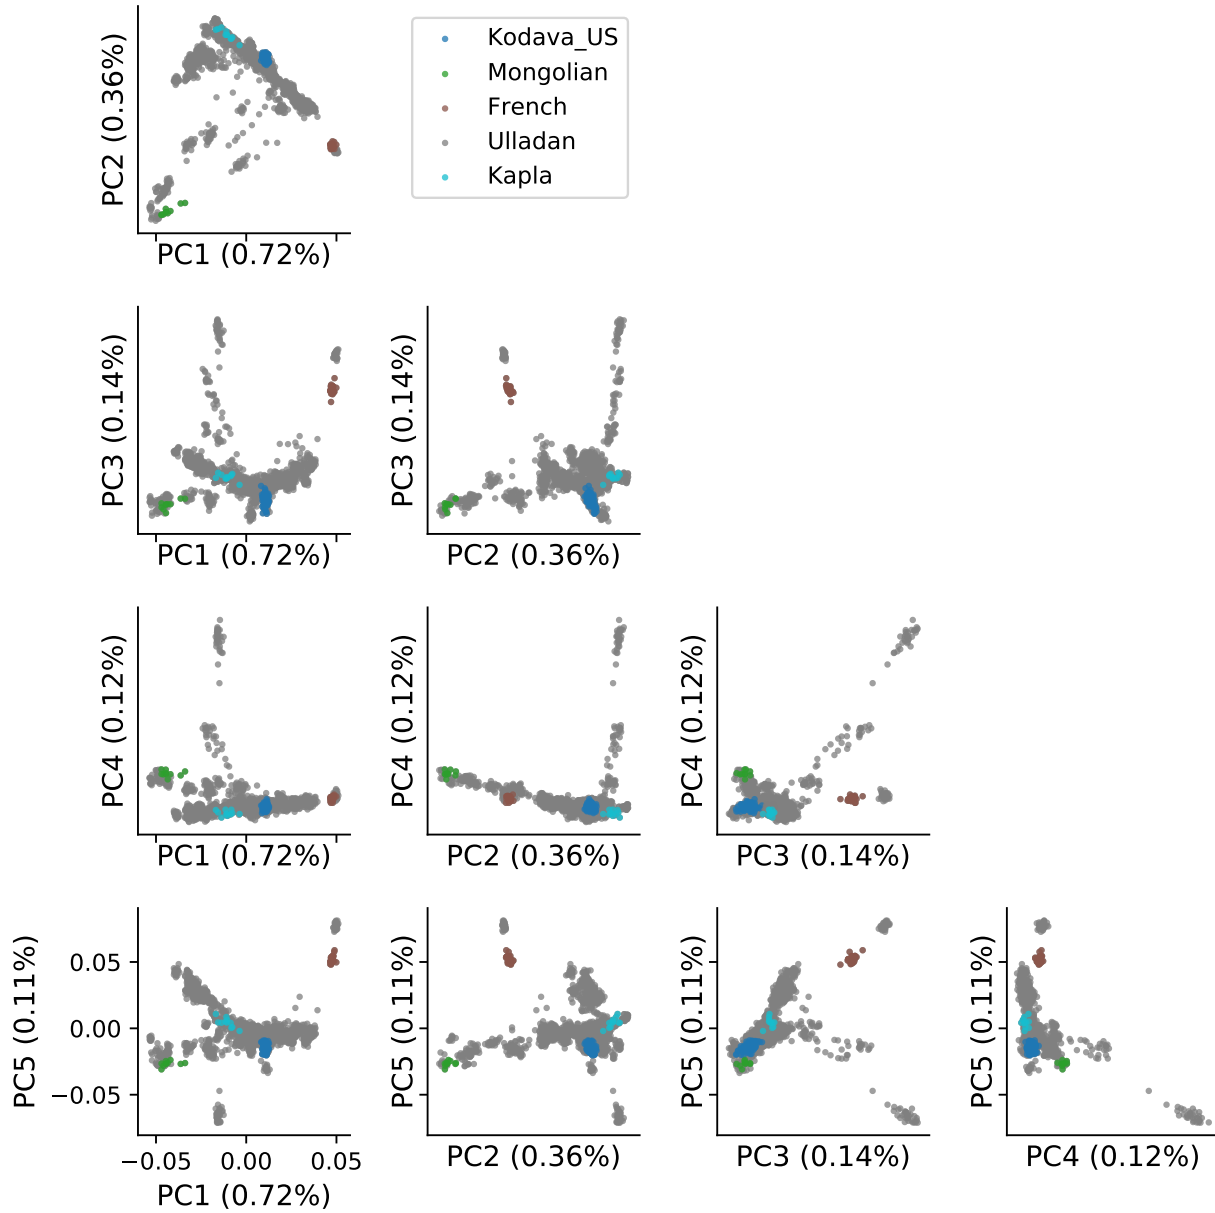 PC2 (0.36%)
PC1 (0.72%)
Kodava_US
Mongolian
French
Ulladan
Kapla
PC3 (0.14%)
PC1 (0.72%)
PC3 (0.14%)
PC2 (0.36%)
PC4 (0.12%)
PC1 (0.72%)
PC4 (0.12%)
PC2 (0.36%)
PC4 (0.12%)
PC3 (0.14%)
PC5 (0.11%)
0.05
0.00
−0.05
−0.05 0.00 0.05
PC1 (0.72%)
PC5 (0.11%)
PC2 (0.36%)
PC5 (0.11%)
PC3 (0.14%)
PC5 (0.11%)
PC4 (0.12%)